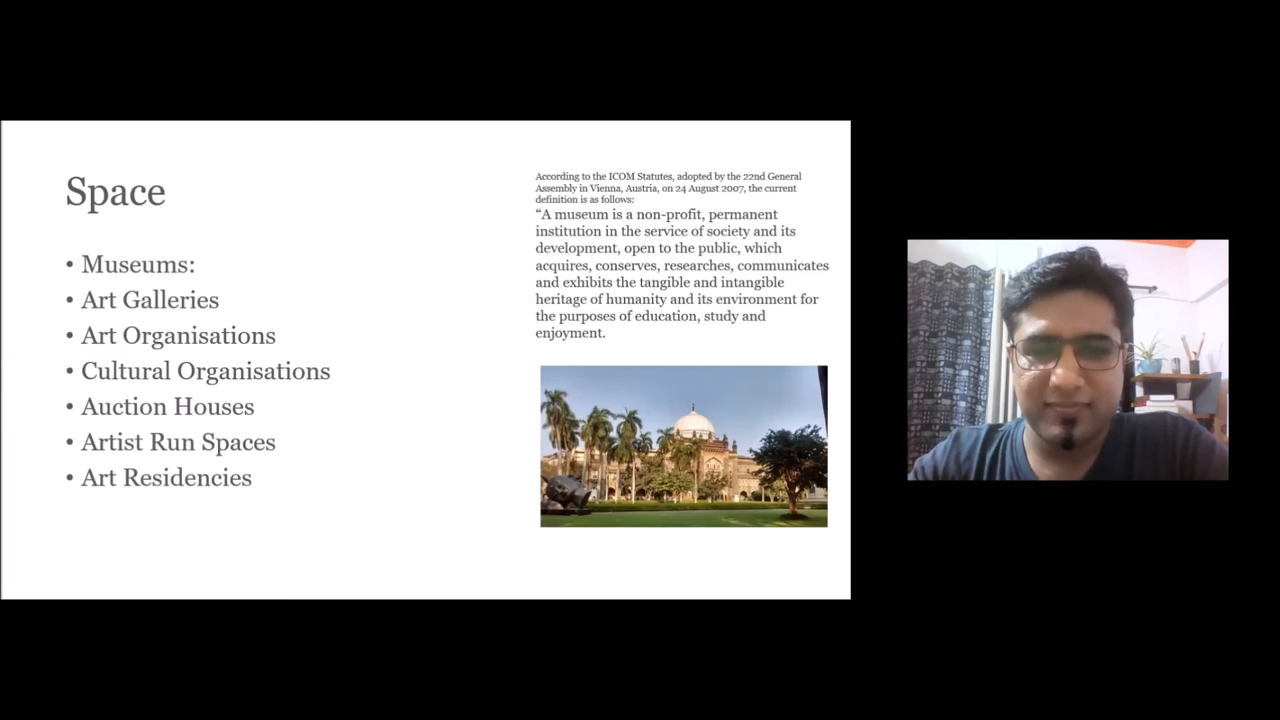 Space
• Museums:
• Art Galleries
• Art Organisations
• Cultural Organisations
• Auction Houses
• Artist Run Spaces
• Art Residencies
According to the ICOM Statutes, adopted by the 22nd General
Assembly in Vienna, Austria, on 24 August 2007, the current
definition is as follows:
“A museum is a non-profit, permanent
institution in the service of society and its
development, open to the public, which
acquires, conserves, researches, communicates
and exhibits the tangible and intangible
heritage of humanity and its environment for
the purposes of education, study and
enjoyment.